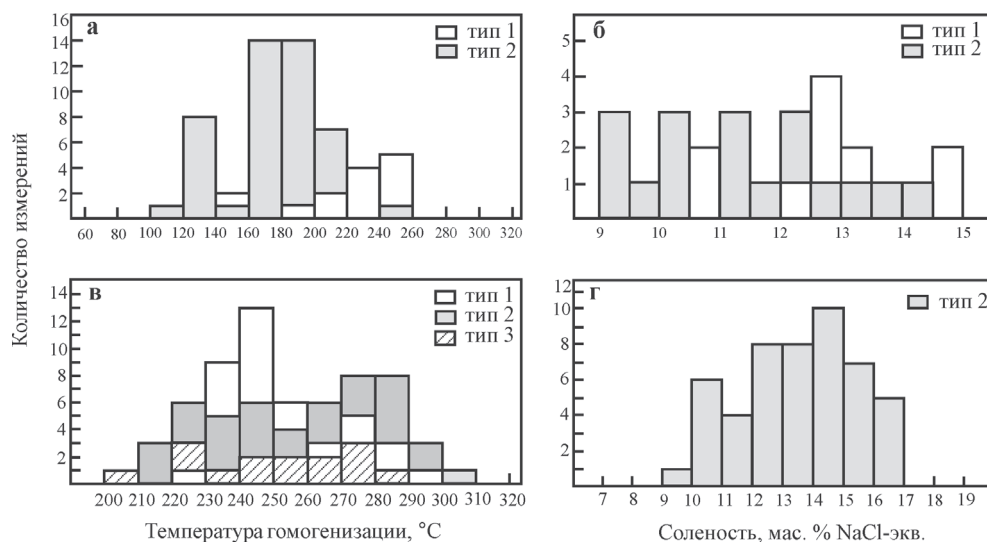 Количество измерений
а
тип 1
тип 2
16
14
12
10
8
6
4
2
60 80 100 120 140 160 180 200 220 240 260 280 300 320
б
тип 1
тип 2
5
4
3
2
1
9 10 11 12 13 14 15
в
тип 1
тип 2
тип 3
14
12
10
8
6
4
2
200 210 220 230 240 250 260 270 280 290 300 310 320
Температура гомогенизации, °C
г
тип 2
12
10
8
6
4
2
7 8 9 10 11 12 13 14 15 16 17 18 19
Соленость, мас. % NaCl-экв.